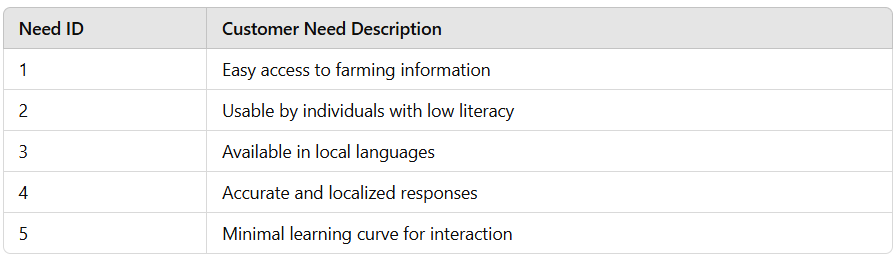 Need ID Customer Need Description
1 Easy access to farming information
2 Usable by individuals with low literacy
3 Available in local languages
4 Accurate and localized responses
5 Minimal learning curve for interaction